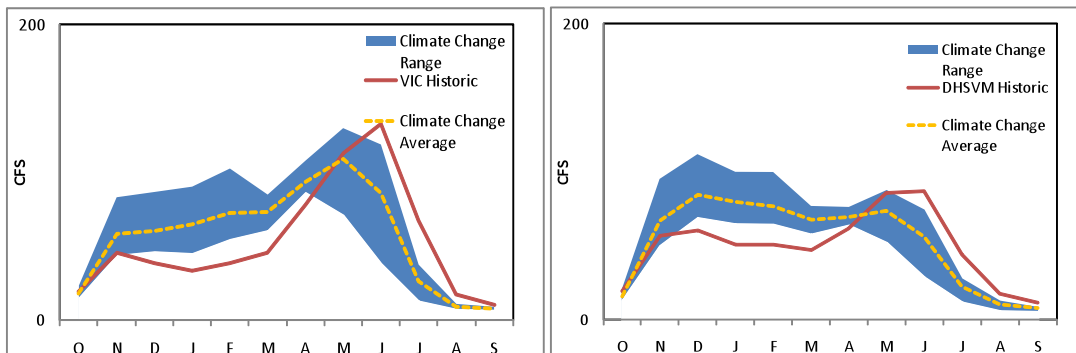 200
Climate Change
Range
VIC Historic
Climate Change
Average
CFS
0
O N D J F M A M J J A S
200
Climate Change
Range
DHSVM Historic
Climate Change
Average
CFS
0
O N D J F M A M J J A S